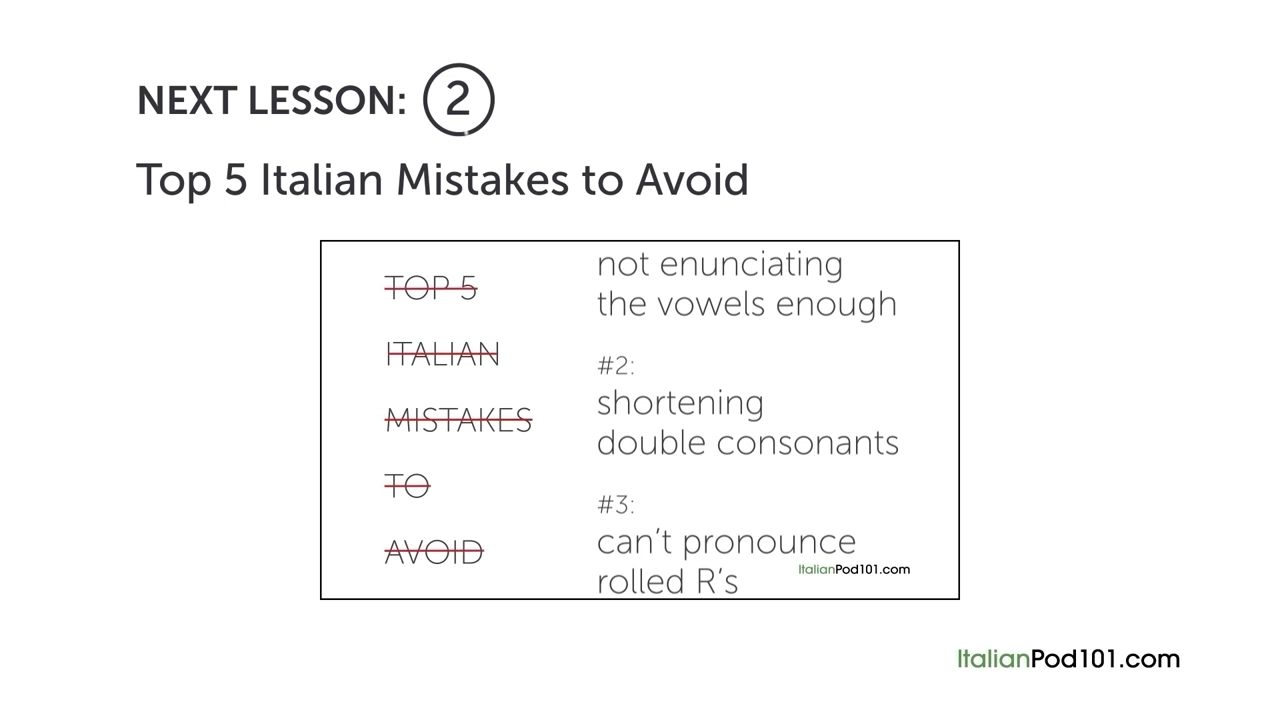 NEXT LESSON: 2
Top 5 Italian Mistakes to Avoid
TOP 5
ITALIAN
MISTAKES
TO
AVOID
not enunciating
the vowels enough
#2:
shortening
double consonants
#3:
can't pronounce
rolled R's
ItalianPod101.com
ItalianPod101.com